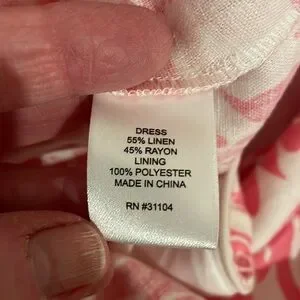 DRESS
55% LINEN
45% RAYON
LINING
100% POLYESTER
MADE IN CHINA
RN #31104